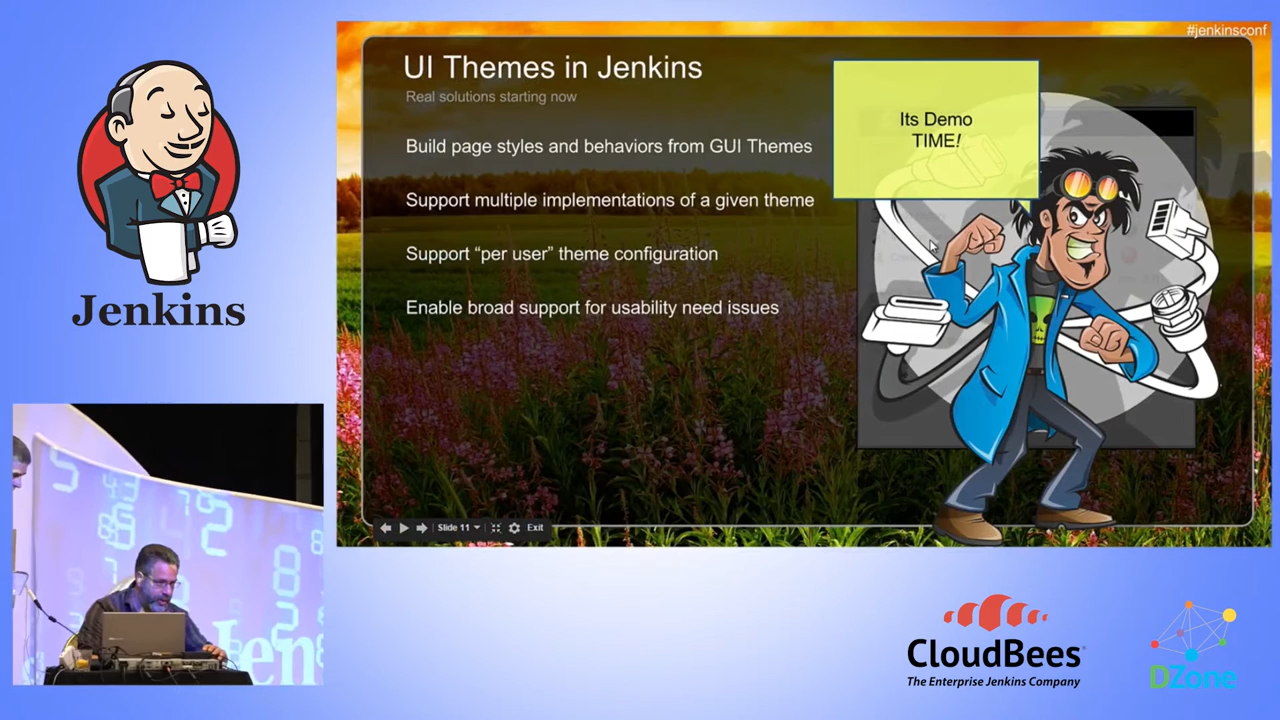 #jenkinsconf
UI Themes in Jenkins
Real solutions starting now
Its Demo
TIME!
Build page styles and behaviors from GUI Themes
Support multiple implementations of a given theme
Support “per user” theme configuration
Enable broad support for usability need issues
Slide 11
Exit
Jenkins
Jen
CloudBees
The Enterprise Jenkins Company
DZone